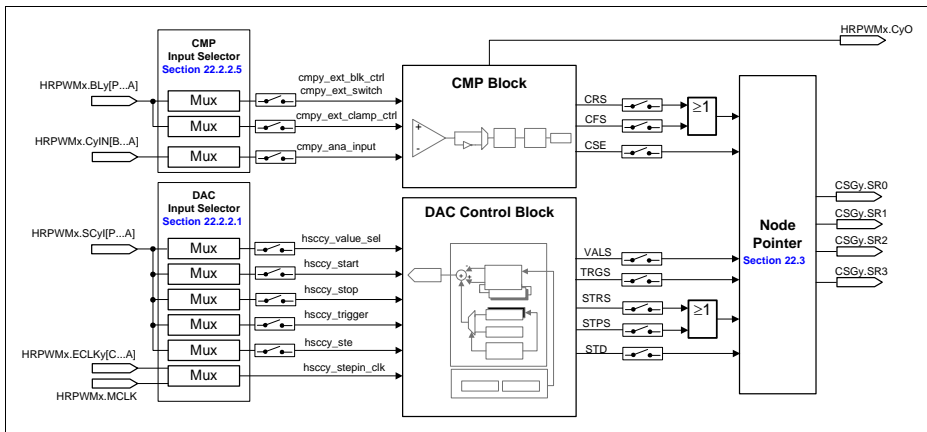 HRPWMx.CyO
CMP
Input Selector
Section 22.2.2.5
HRPWMx.BLy[P...A]
Mux
cmpy_ext_blk_ctrl
cmpy_ext_switch
Mux
cmpy_ext_clamp_ctrl
HRPWMx.CyIN[B...A]
Mux
cmpy_ana_input
CMP Block
+
-
CRS
CFS
CSE
≥1
DAC
Input Selector
Section 22.2.2.1
HRPWMx.SCyI[P...A]
Mux
hsccy_value_sel
Mux
hsccy_start
Mux
hsccy_stop
Mux
hsccy_trigger
Mux
hsccy_ste
HRPWMx.ECLKy[C...A]
Mux
hsccy_stepin_clk
HRPWMx.MCLK
DAC Control Block
VALS
TRGS
STRS
STPS
STD
≥1
Node
Pointer
Section 22.3
CSGy.SR0
CSGy.SR1
CSGy.SR2
CSGy.SR3